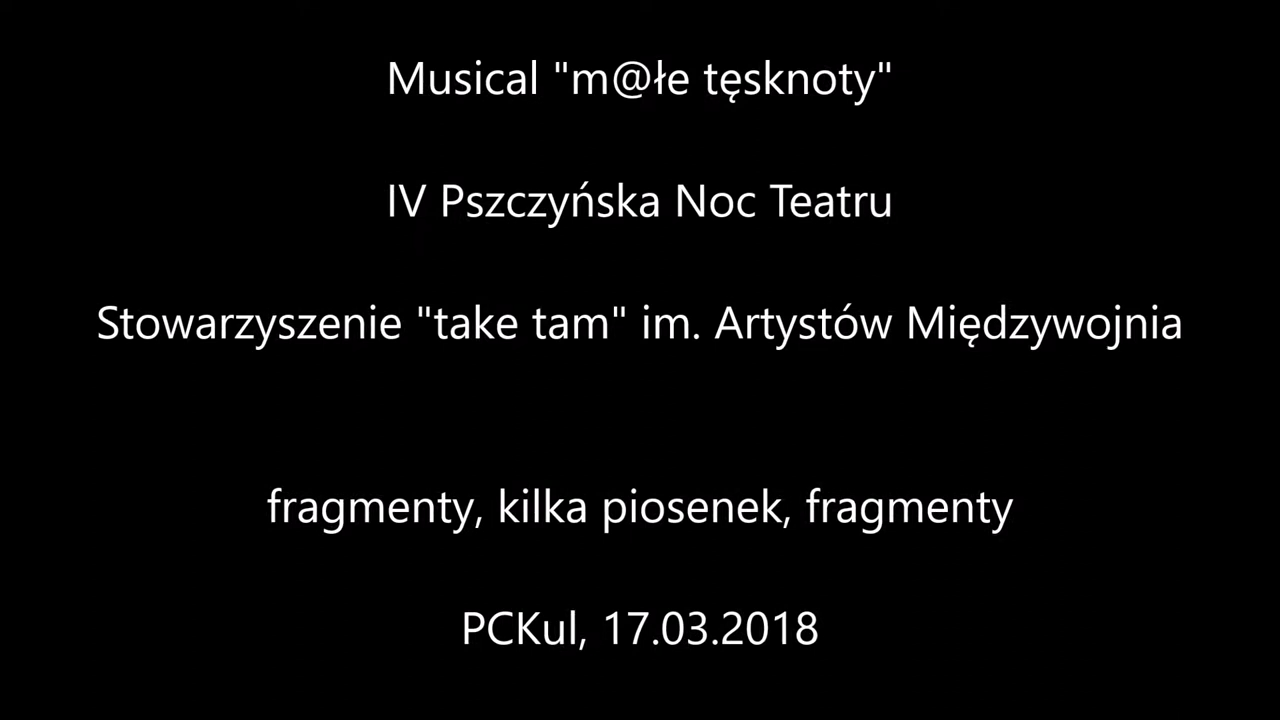 Musical "m@łe tęsknoty"
IV Pszczyńska Noc Teatru
Stowarzyszenie "take tam" im. Artystów Międzywojnia
fragmenty, kilka piosenek, fragmenty
PCKul, 17.03.2018